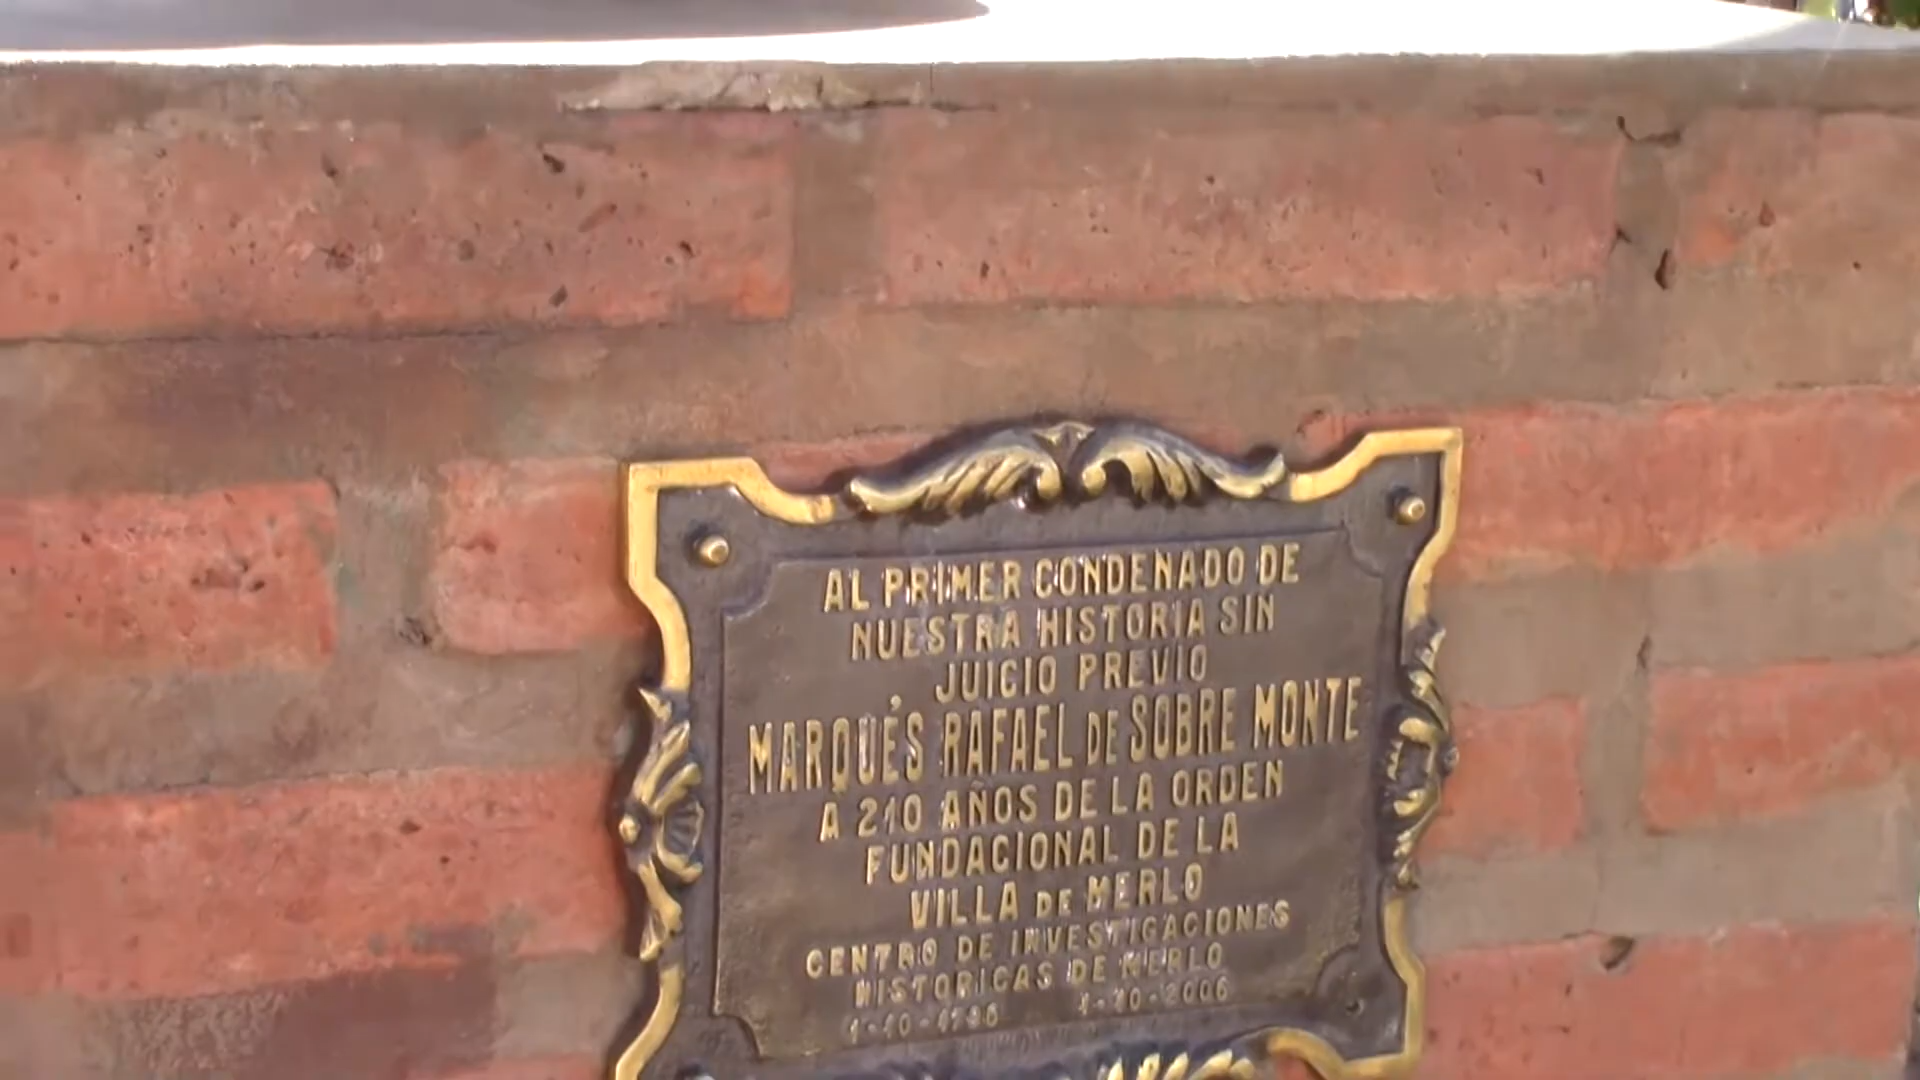 AL PRIMER CONDENADO DE
NUESTRA HISTORIA SIN
JUICIO PREVIO
MARQUÉS RAFAEL DE SOBRE MONTE
A 210 AÑOS DE LA ORDEN
FUNDACIONAL DE LA
VILLA DE MERLO
CENTRO DE INVESTIGACIONES
HISTORICAS DE MERLO
1-10-1796 1-10-2006